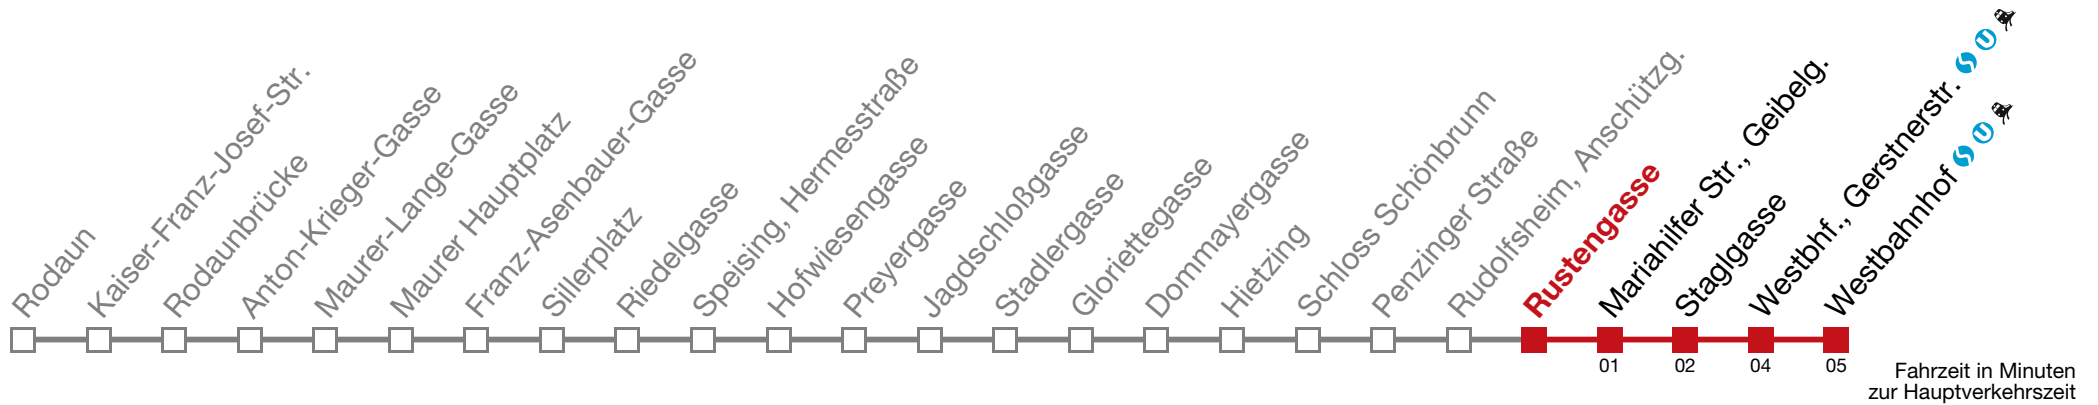 Rodaun
Kaiser-Franz-Josef-Str.
Rodaunbrücke
Anton-Krieger-Gasse
Maurer-Lange-Gasse
Maurer Hauptplatz
Franz-Asenbauer-Gasse
Sillerplatz
Riedelgasse
Speising, Hermesstraße
Hofwiesengasse
Preyergasse
Jagdschloßgasse
Stadlergasse
Gloriettegasse
Dommayergasse
Hietzing
Schloss Schönbrunn
Penzinger Straße
Rudolfsheim, Anschützg.
Rustengasse
Mariahilfer Str., Geibelg.
Staglgasse
Westbhf., Gerstnerstr. S U
Westbahnhof S U
01 02 04 05
Fahrzeit in Minuten
zur Hauptverkehrszeit